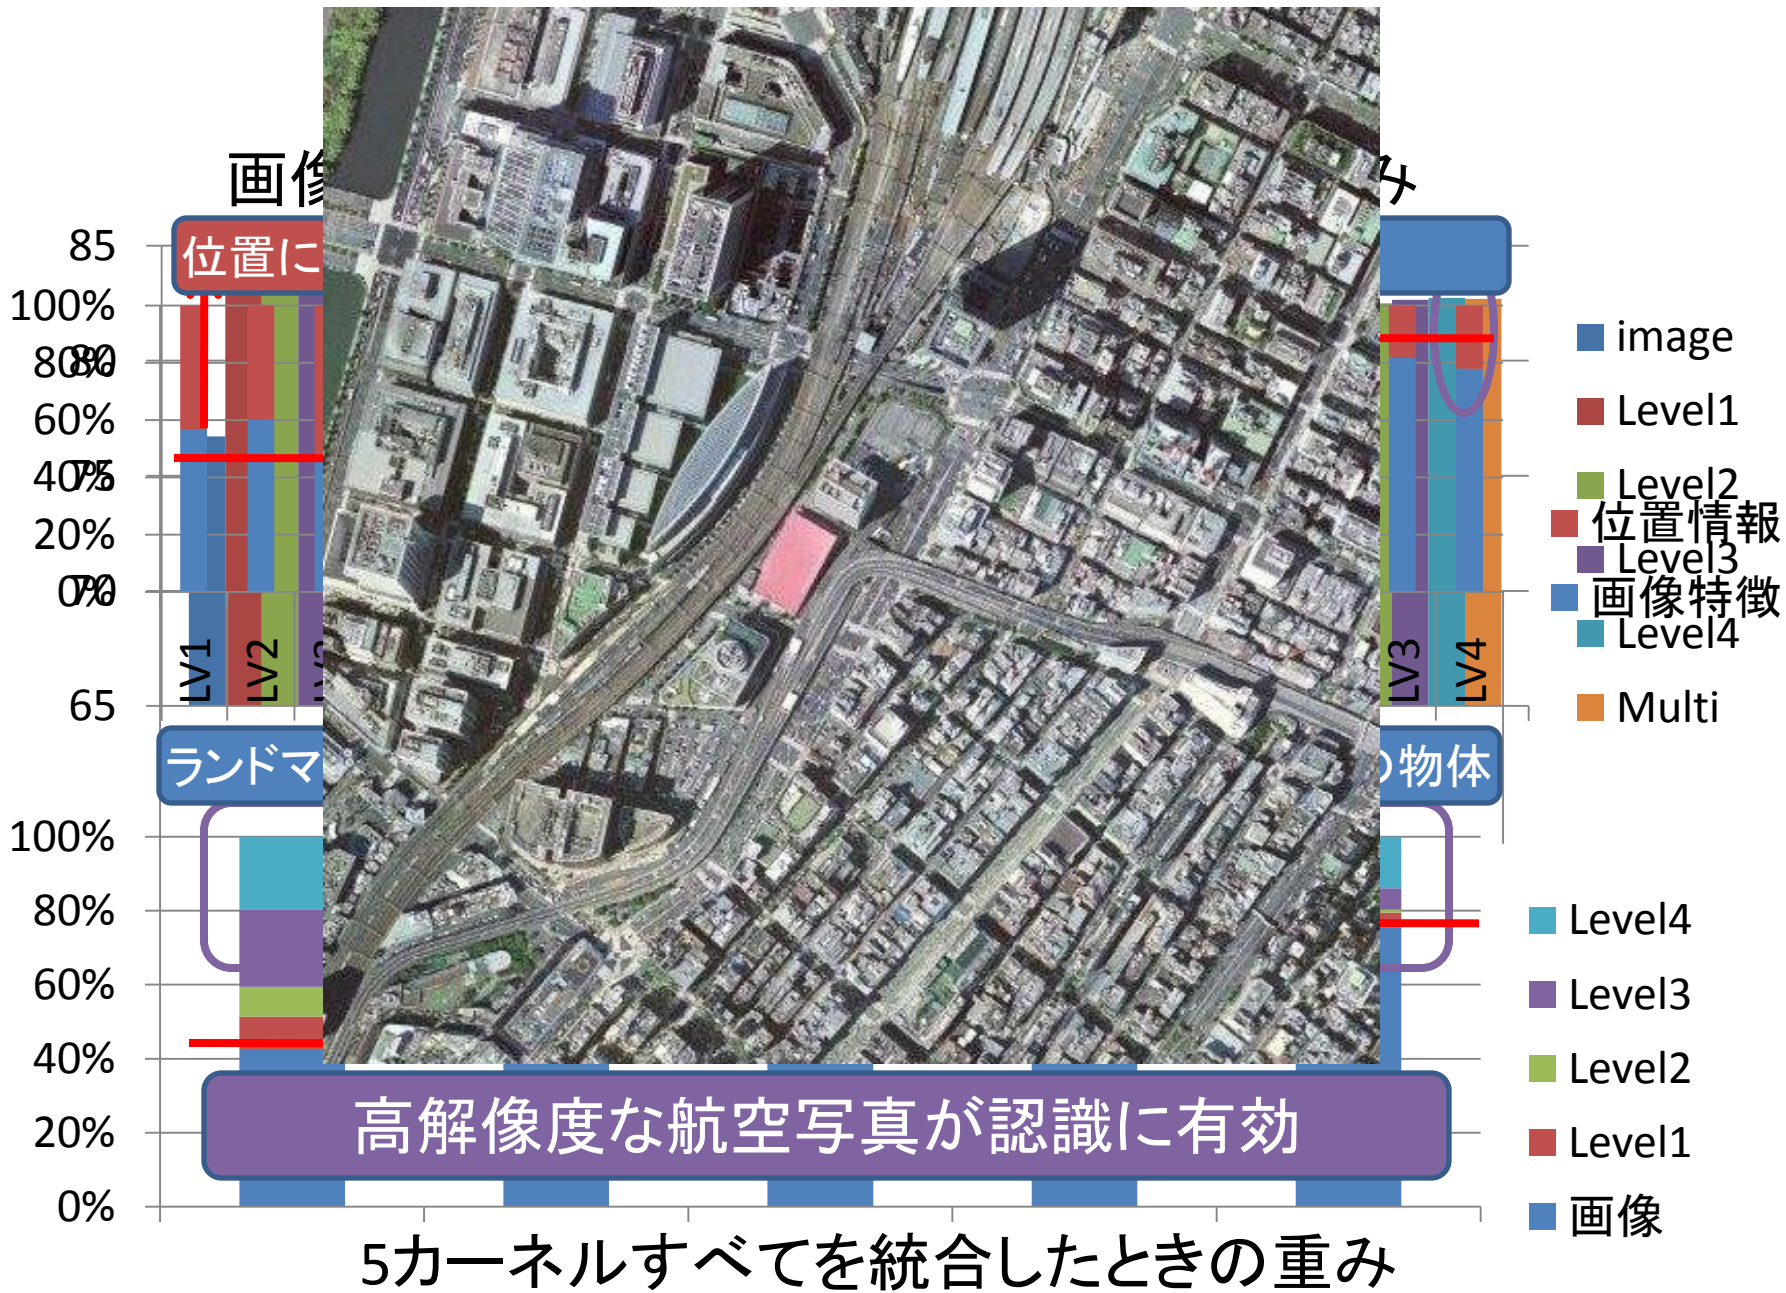 画像
み
位置に
85
100%
80%
80
60%
40%
75
20%
0%
70
65
LV1
LV2
LV3
LV4
image
Level1
Level2
位置情報
Level3
画像特徴
Level4
Multi
ランドマ
の物体
100%
80%
60%
40%
20%
0%
Level4
Level3
Level2
Level1
画像
高解像度な航空写真が認識に有効
5カーネルすべてを統合したときの重み